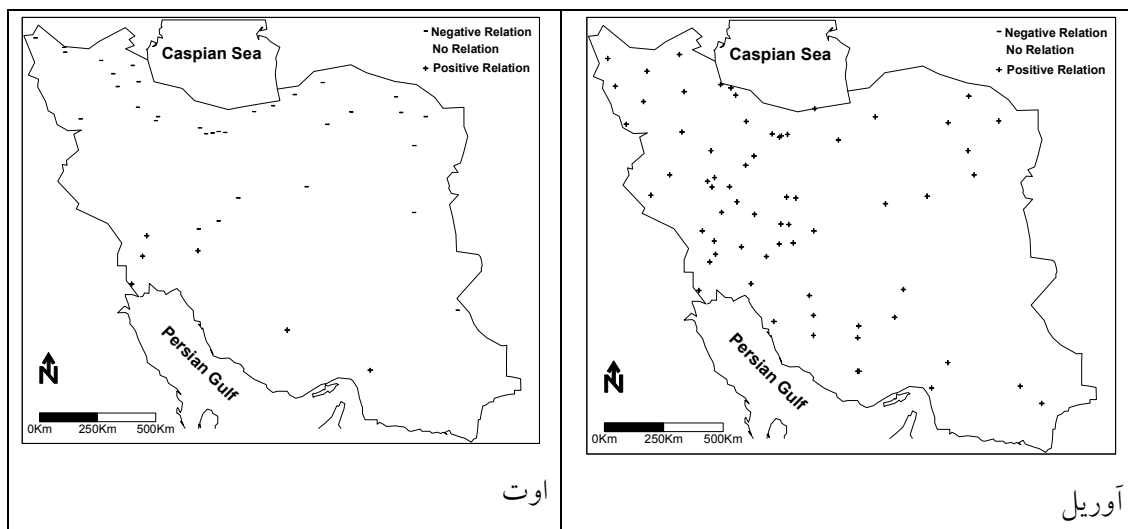 - Negative Relation
No Relation
+ Positive Relation
Caspian Sea
Persian Gulf
N
0Km 250Km 500Km
اوت
- Negative Relation
No Relation
+ Positive Relation
Caspian Sea
Persian Gulf
N
0Km 250Km 500Km
آوریل